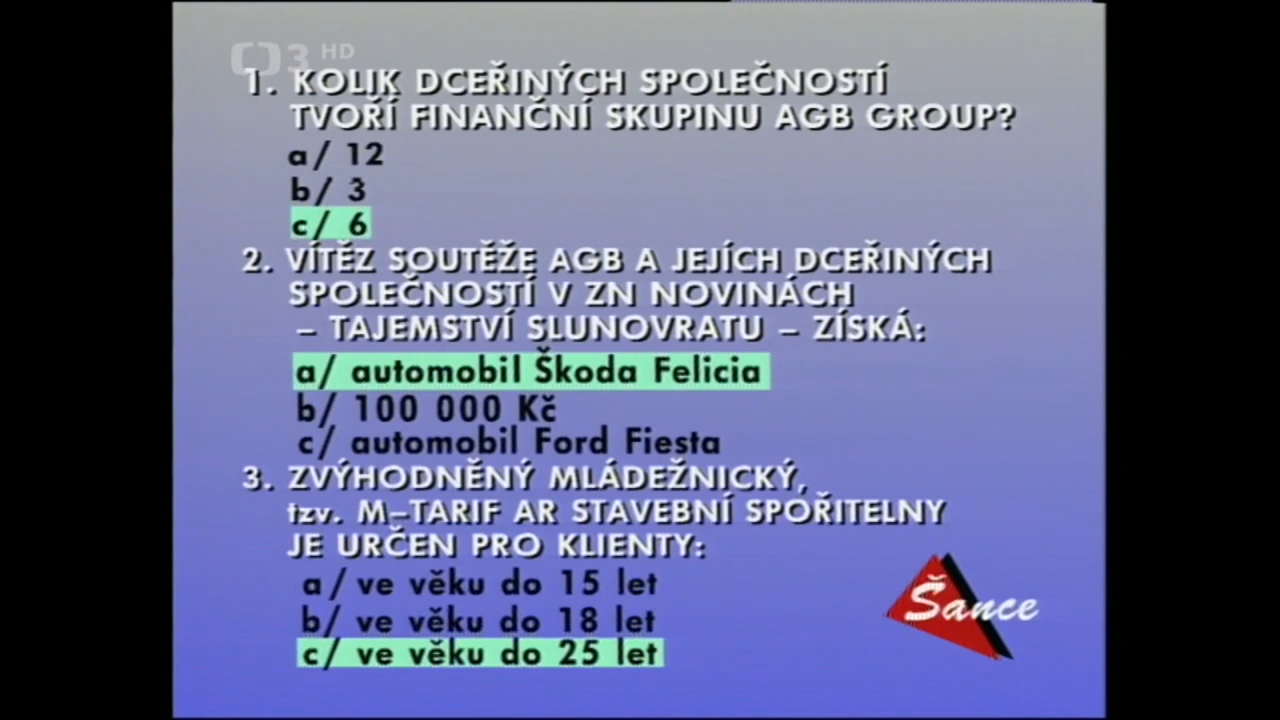 ČT3 HD
1. KOLIK DCEŘINÝCH SPOLEČNOSTÍ
TVOŘÍ FINANČNÍ SKUPINU AGB GROUP?
a/ 12
b/ 3
c/ 6
2. VÍTĚZ SOUTĚŽE AGB A JEJÍCH DCEŘINÝCH
SPOLEČNOSTÍ V ZN NOVINÁCH
– TAJEMSTVÍ SLUNOVRATU – ZÍSKÁ:
a/ automobil Škoda Felicia
b/ 100 000 Kč
c/ automobil Ford Fiesta
3. ZVÝHODNĚNÝ MLÁDEŽNICKÝ,
tzv. M–TARIF AR STAVEBNÍ SPOŘITELNY
JE URČEN PRO KLIENTY:
a/ ve věku do 15 let
b/ ve věku do 18 let
c/ ve věku do 25 let
Šance